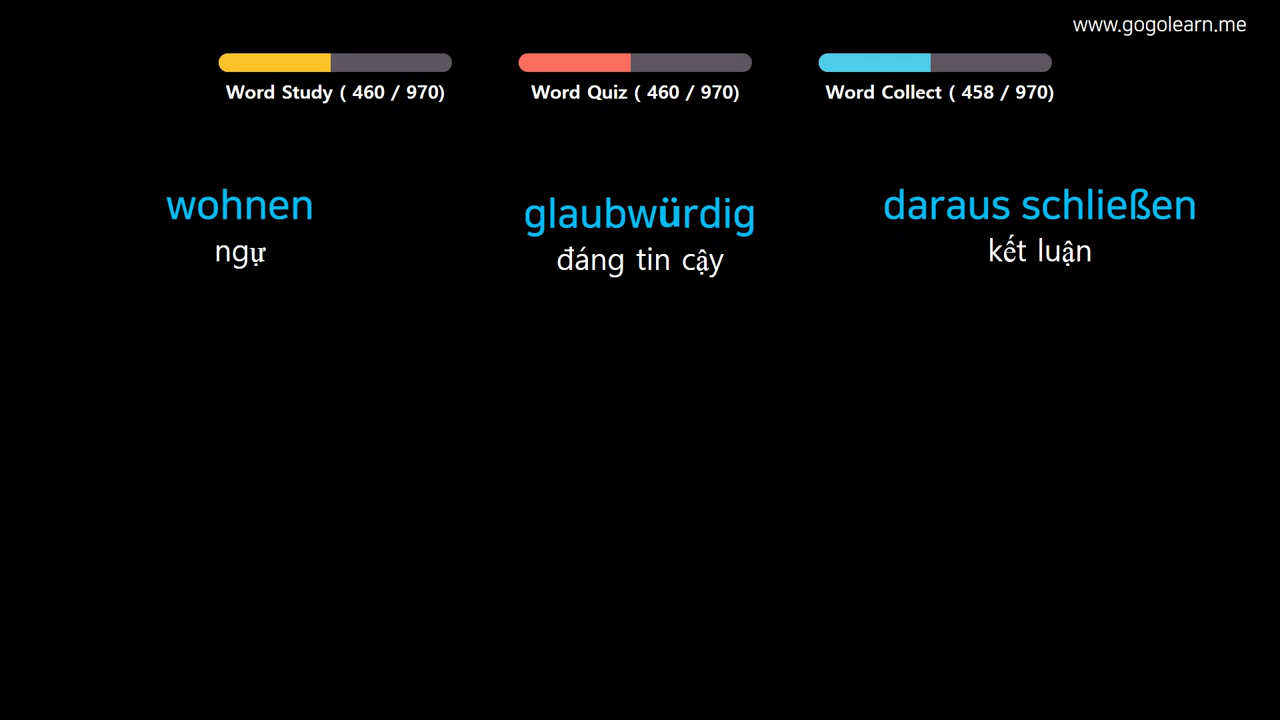 www.gogolearn.me
Word Study ( 460 / 970)
Word Quiz ( 460 / 970)
Word Collect ( 458 / 970)
wohnen
ngự
glaubwürdig
đáng tin cậy
daraus schließen
kết luận